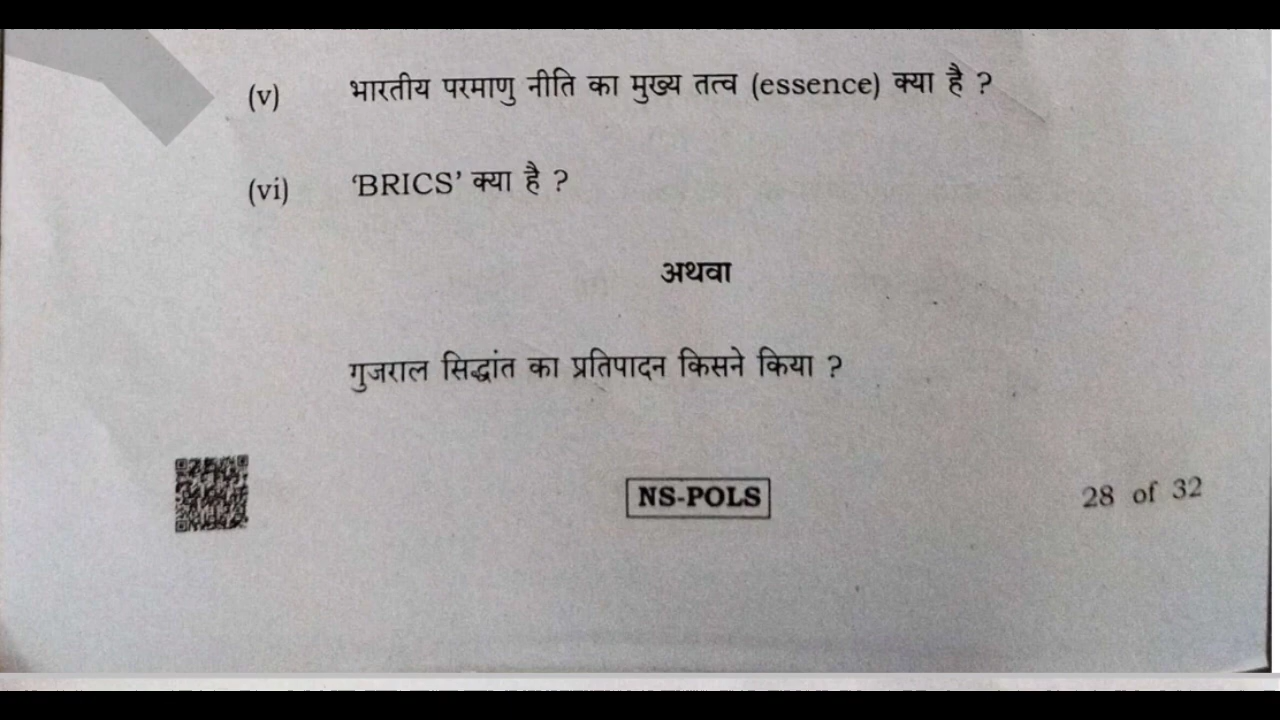 (v) भारतीय परमाणु नीति का मुख्य तत्व (essence) क्या है ?
(vi) ‘BRICS’ क्या है ?
अथवा
गुजराल सिद्धांत का प्रतिपादन किसने किया ?
NS-POLS
28 of 32